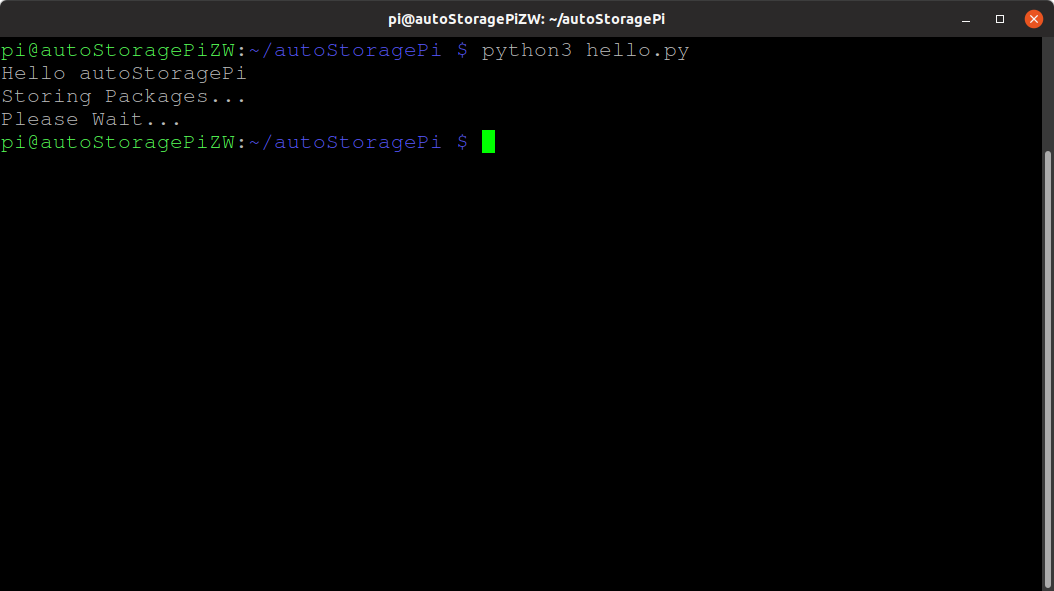 pi@autoStoragePiZW: ~/autoStoragePi
pi@autoStoragePiZW:~/autoStoragePi $ python3 hello.py
Hello autoStoragePi
Storing Packages...
Please Wait...
pi@autoStoragePiZW:~/autoStoragePi $